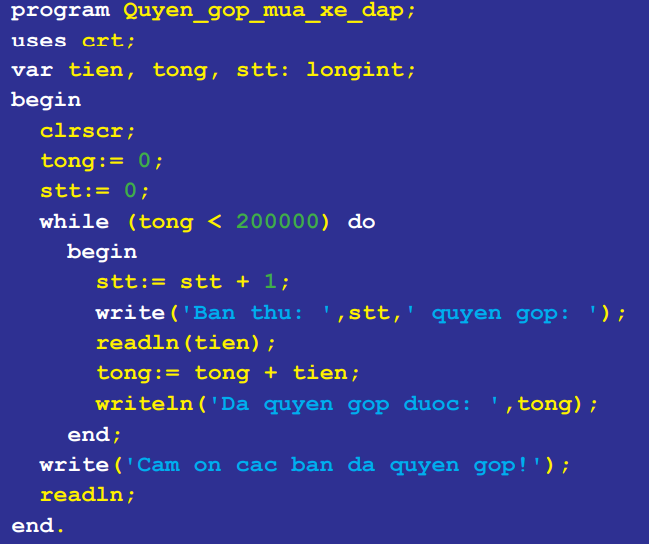 program Quyen_gop_mua_xe_dap;
uses crt;
var tien, tong, stt: longint;
begin
clrscr;
tong:= 0;
stt:= 0;
while (tong < 200000) do
begin
stt:= stt + 1;
write('Ban thu: ',stt,' quyen gop: ');
readln(tien);
tong:= tong + tien;
writeln('Da quyen gop duoc: ',tong);
end;
write('Cam on cac ban da quyen gop!');
readln;
end.